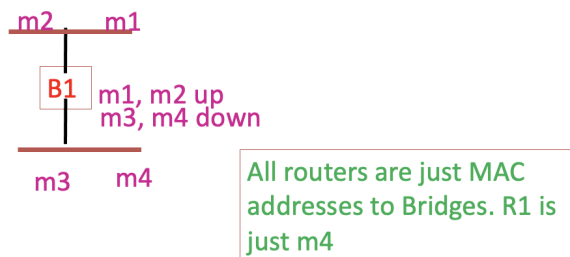 m2 m1
B1
m1, m2 up
m3, m4 down
m3 m4
All routers are just MAC
addresses to Bridges. R1 is
just m4